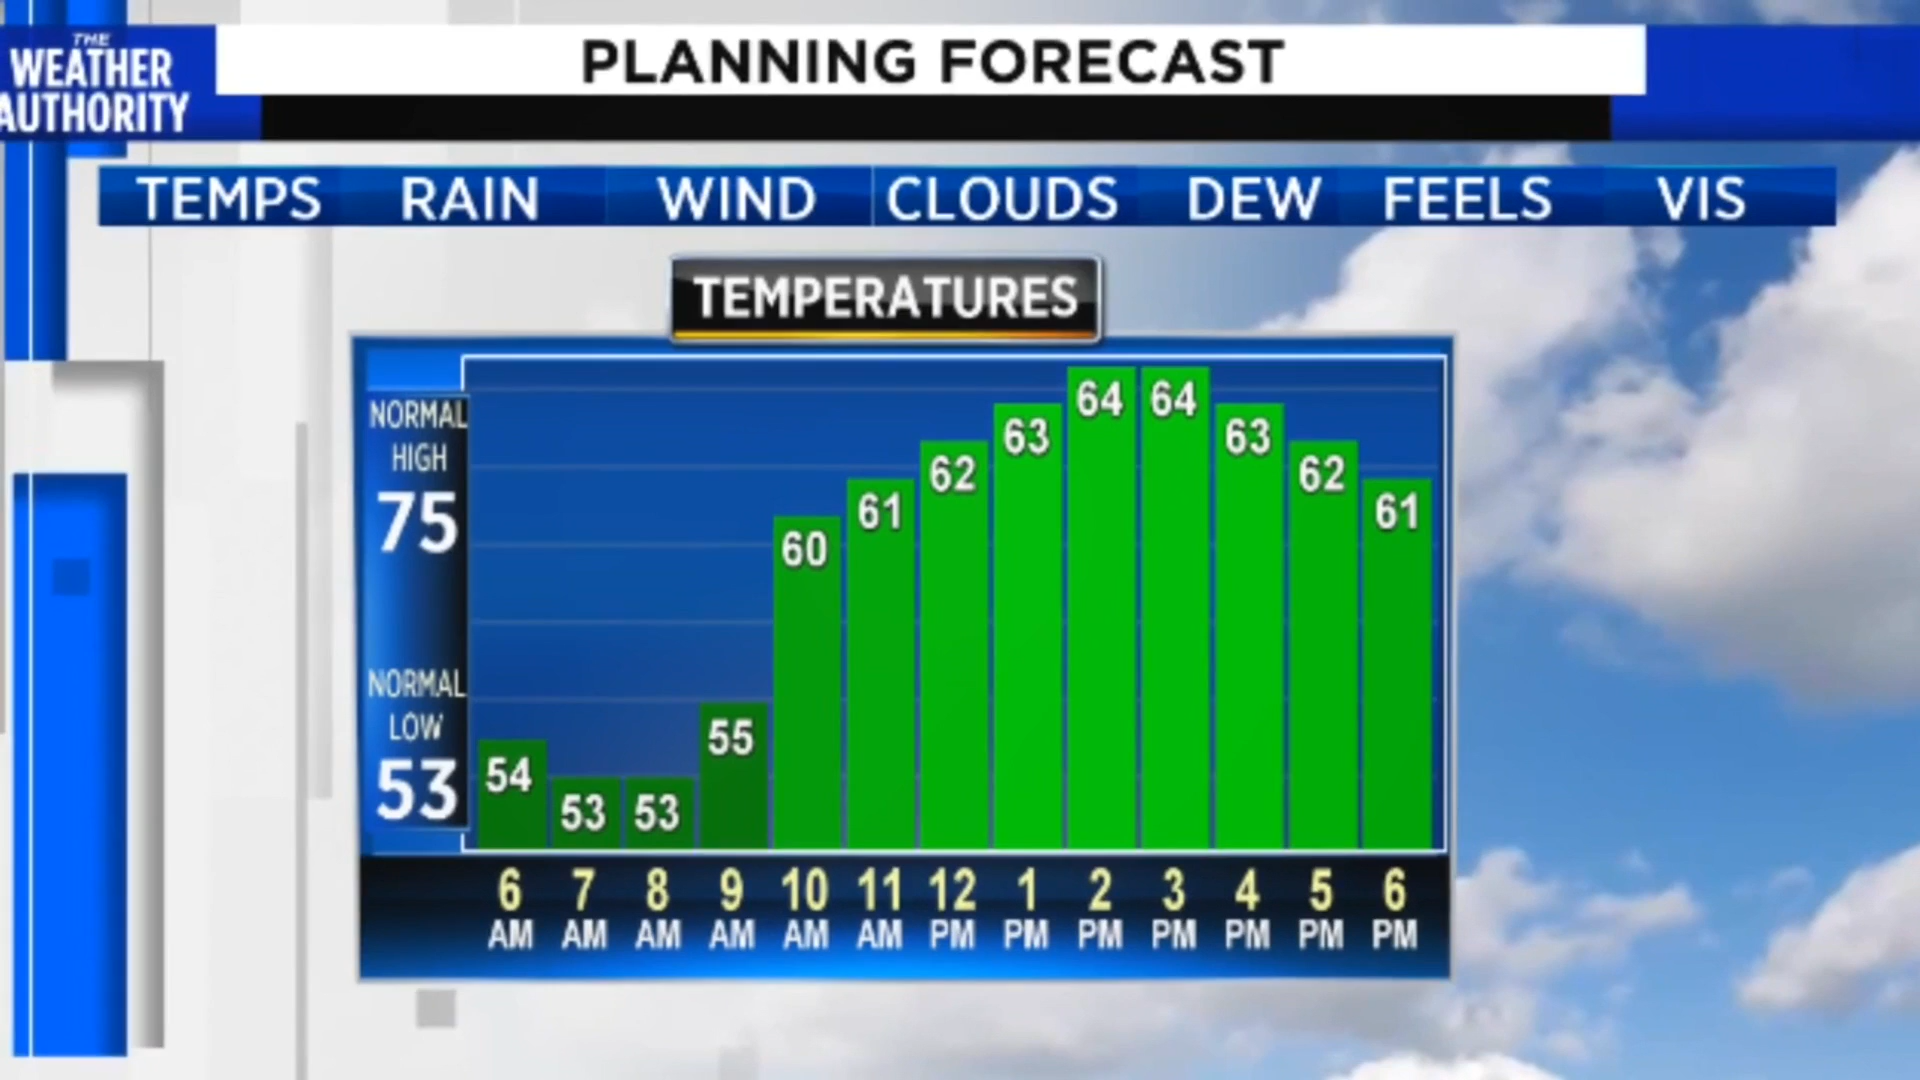 THE
WEATHER
AUTHORITY
PLANNING FORECAST
TEMPS RAIN WIND CLOUDS DEW FEELS VIS
TEMPERATURES
NORMAL
HIGH
75
NORMAL
LOW
53
54 53 53 55 60 61 62 63 64 64 63 62 61
6 7 8 9 10 11 12 1 2 3 4 5 6
AM AM AM AM AM AM PM PM PM PM PM PM PM